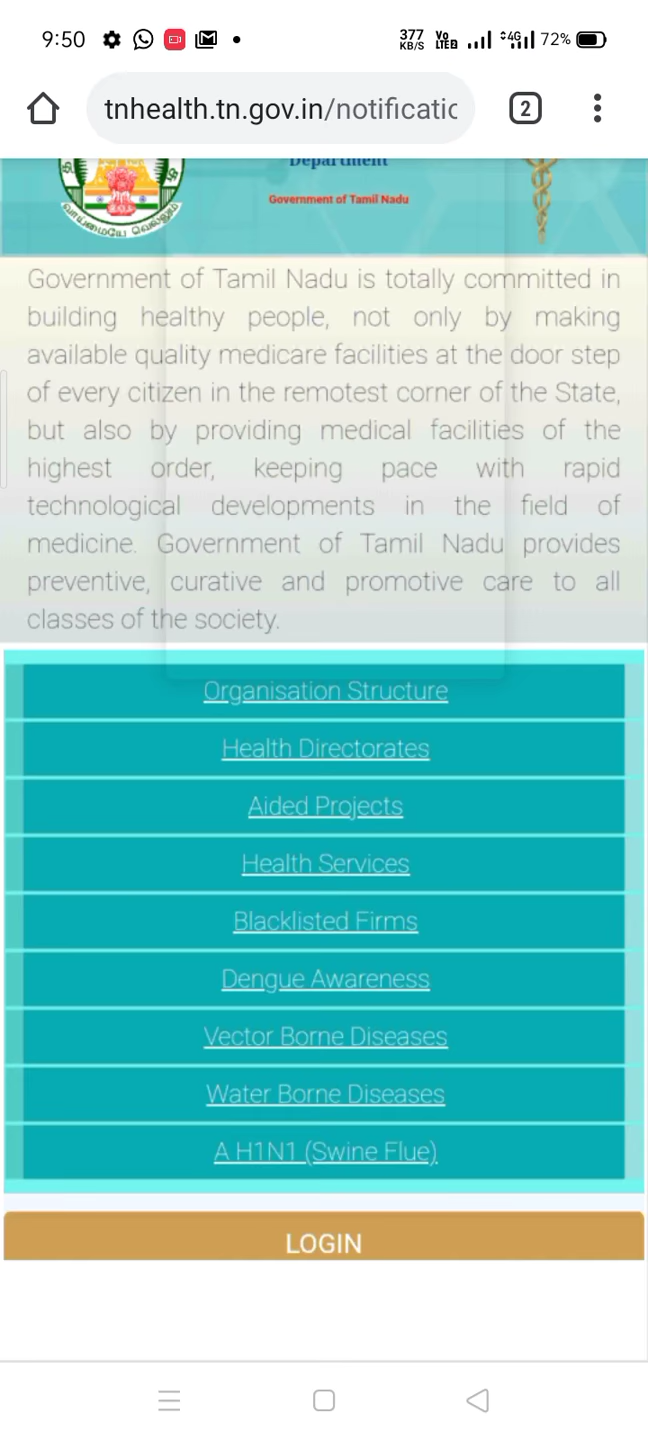 9:50
377 KB/S Vo LTE2 4G 72%
tnhealth.tn.gov.in/notificatic
2
Department
வாய்மையே வெல்லும்
Government of Tamil Nadu
Government of Tamil Nadu is totally committed in
building healthy people, not only by making
available quality medicare facilities at the door step
of every citizen in the remotest corner of the State,
but also by providing medical facilities of the
highest order, keeping pace with rapid
technological developments in the field of
medicine. Government of Tamil Nadu provides
preventive, curative and promotive care to all
classes of the society.
Organisation Structure
Health Directorates
Aided Projects
Health Services
Blacklisted Firms
Dengue Awareness
Vector Borne Diseases
Water Borne Diseases
A H1N1 (Swine Flue)
LOGIN